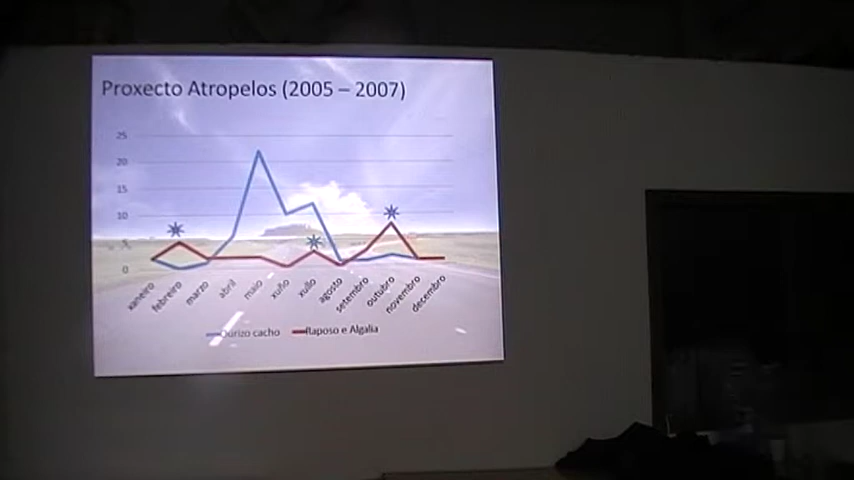 Proxecto Atropelos (2005 – 2007)
25
20
15
10
5
0
xaneiro
febreiro
marzo
abril
maio
xuño
xullo
agosto
setembro
outubro
novembro
decembro
Ourizo cacho
Raposo e Algalia